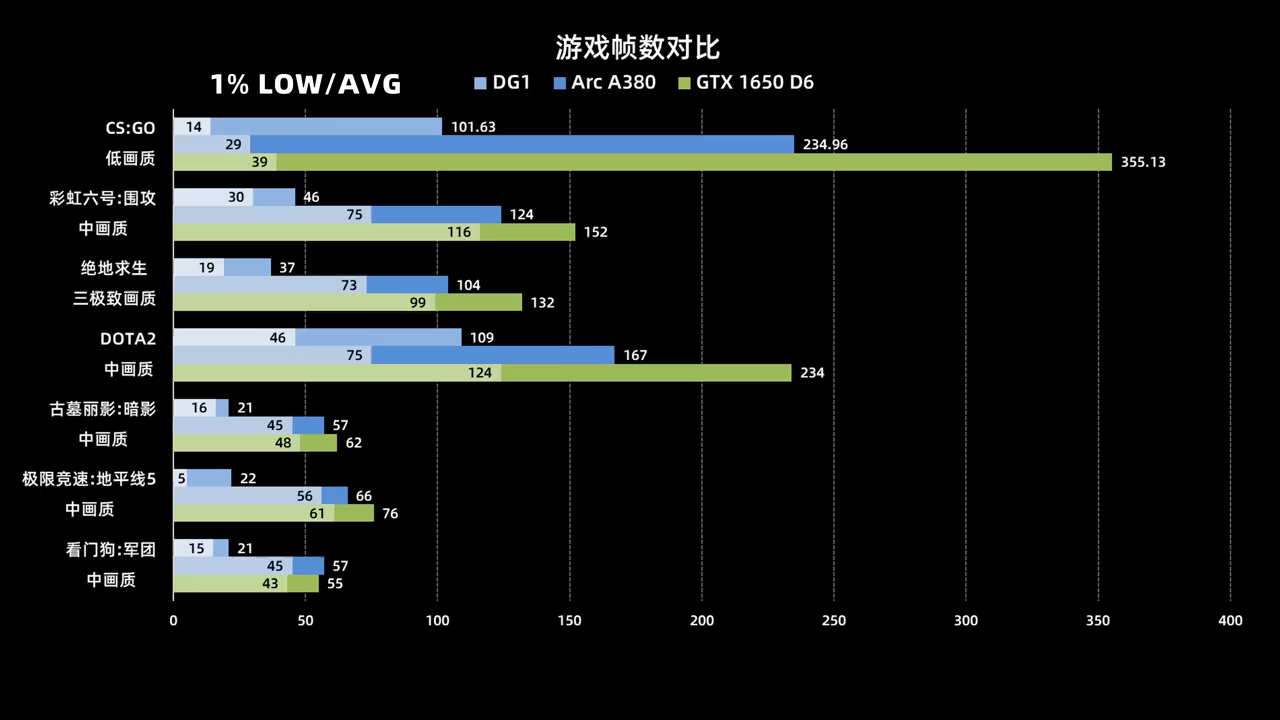 游戏帧数对比
1% LOW/AVG
DG1 Arc A380 GTX 1650 D6
CS:GO
低画质
14 101.63
29 234.96
39 355.13
彩虹六号:围攻
中画质
30 46
75 124
116 152
绝地求生
三极致画质
19 37
73 104
99 132
DOTA2
中画质
46 109
75 167
124 234
古墓丽影:暗影
中画质
16 21
45 57
48 62
极限竞速:地平线5
中画质
5 22
56 66
61 76
看门狗:军团
中画质
15 21
45 57
43 55
0 50 100 150 200 250 300 350 400